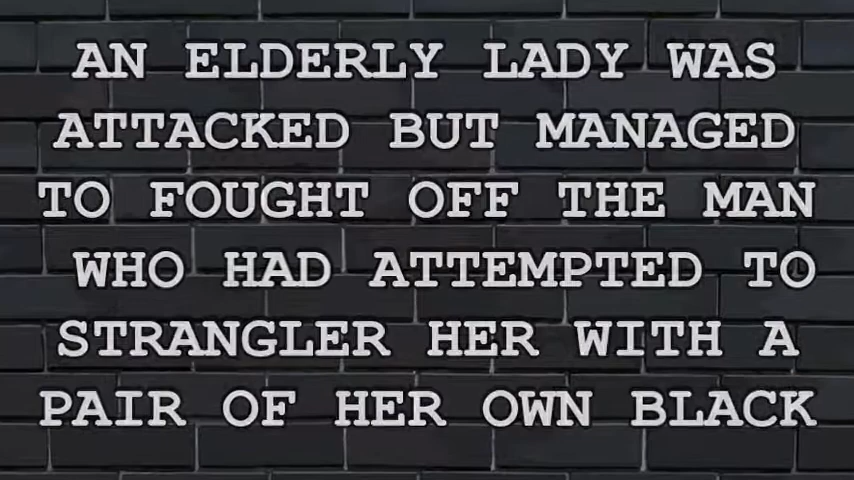 AN ELDERLY LADY WAS
ATTACKED BUT MANAGED
TO FOUGHT OFF THE MAN
WHO HAD ATTEMPTED TO
STRANGLER HER WITH A
PAIR OF HER OWN BLACK